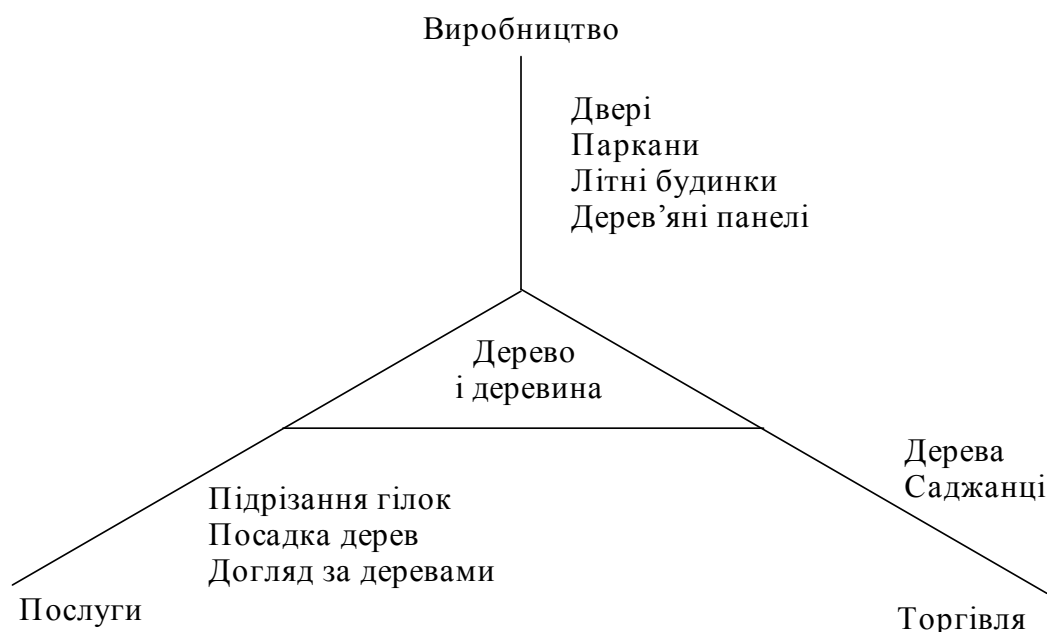 Виробництво
Двері
Паркани
Літні будинки
Дерев’яні панелі
Дерево
і деревина
Дерева
Саджанці
Підрізання гілок
Посадка дерев
Догляд за деревами
Послуги
Торгівля